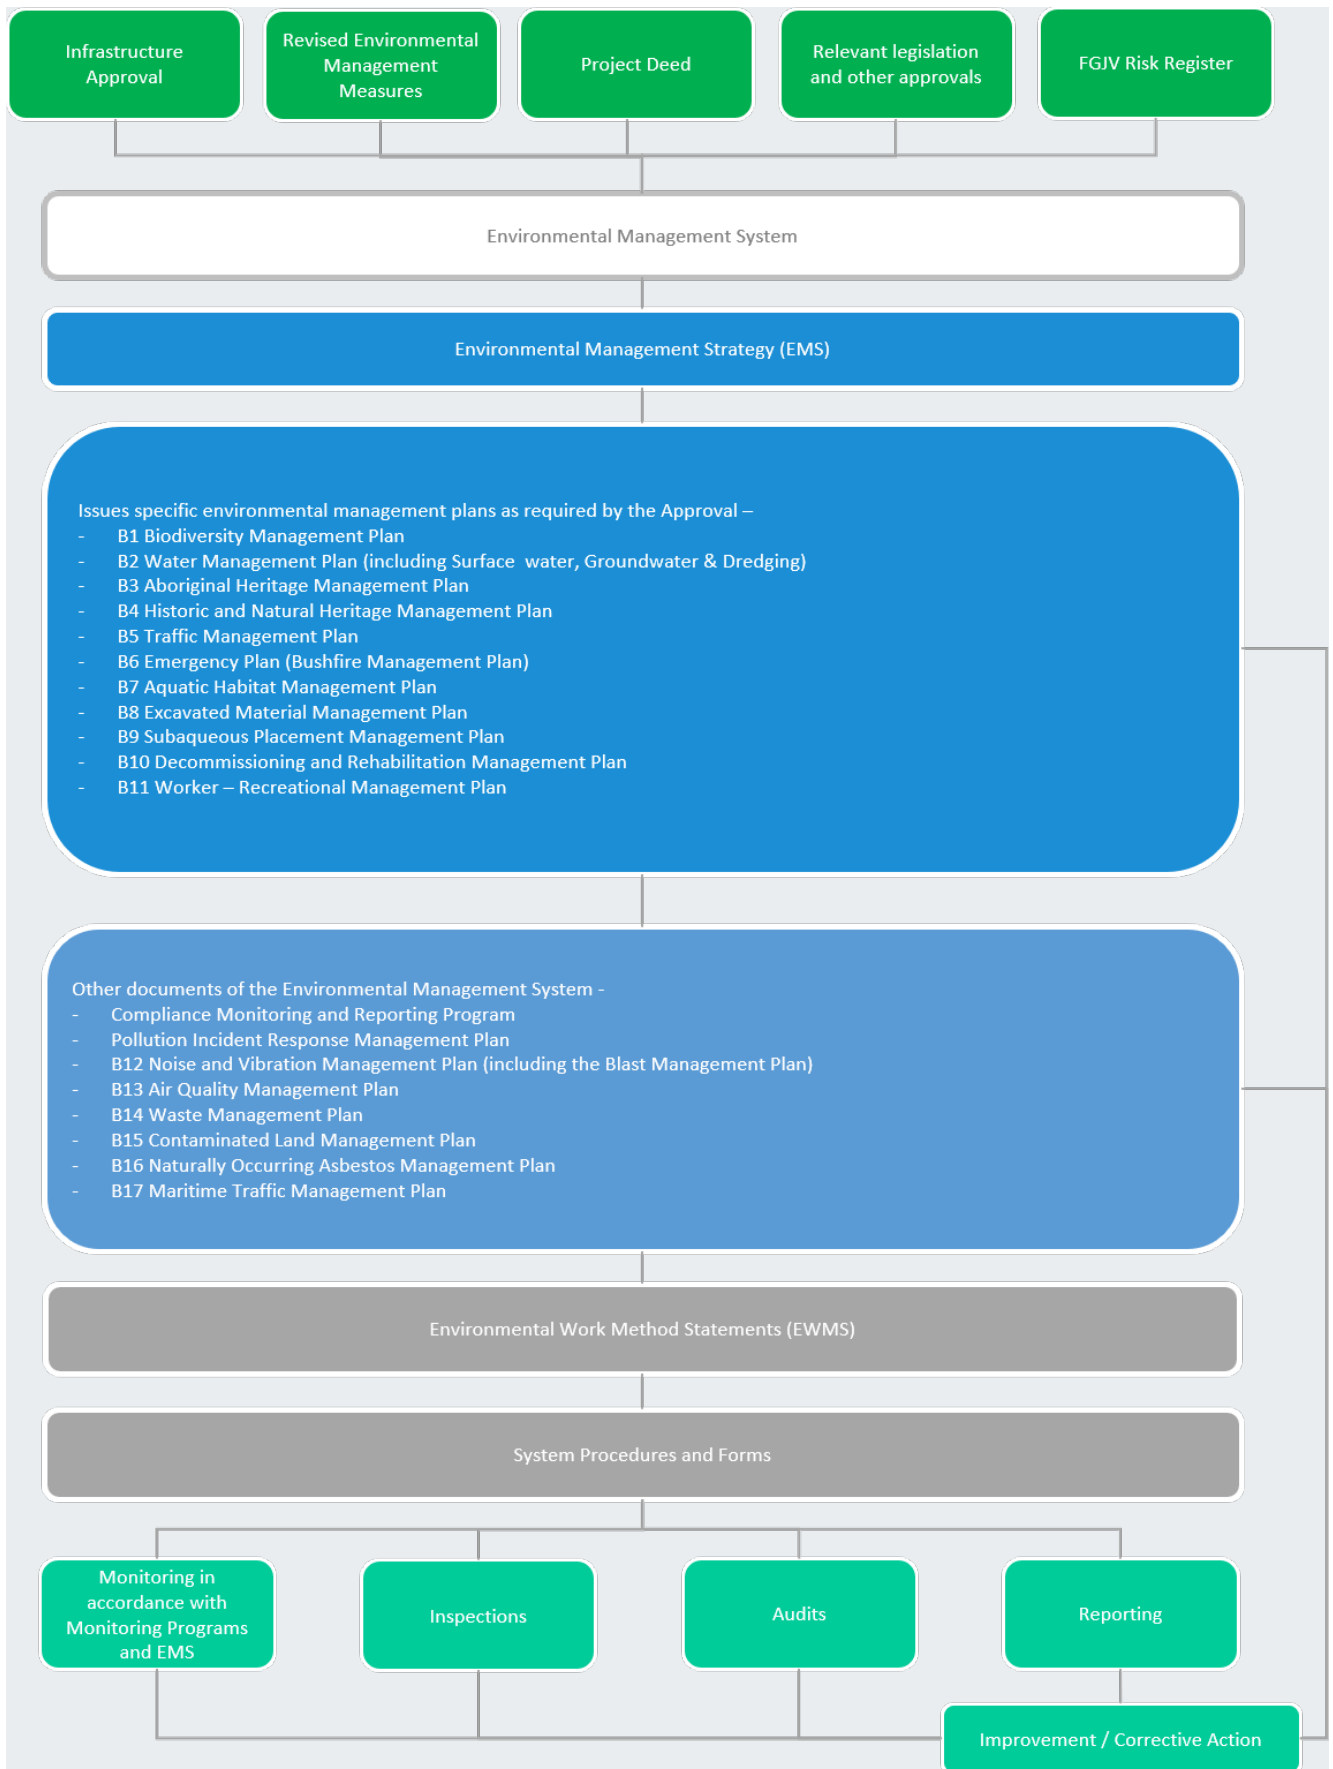 Infrastructure
Approval
Revised Environmental
Management
Measures
Project Deed
Relevant legislation
and other approvals
FGJV Risk Register
Environmental Management System
Environmental Management Strategy (EMS)
Issues specific environmental management plans as required by the Approval –
- B1 Biodiversity Management Plan
- B2 Water Management Plan (including Surface  water, Groundwater & Dredging)
- B3 Aboriginal Heritage Management Plan
- B4 Historic and Natural Heritage Management Plan
- B5 Traffic Management Plan
- B6 Emergency Plan (Bushfire Management Plan)
- B7 Aquatic Habitat Management Plan
- B8 Excavated Material Management Plan
- B9 Subaqueous Placement Management Plan
- B10 Decommissioning and Rehabilitation Management Plan
- B11 Worker – Recreational Management Plan
Other documents of the Environmental Management System -
- Compliance Monitoring and Reporting Program
- Pollution Incident Response Management Plan
- B12 Noise and Vibration Management Plan (including the Blast Management Plan)
- B13 Air Quality Management Plan
- B14 Waste Management Plan
- B15 Contaminated Land Management Plan
- B16 Naturally Occurring Asbestos Management Plan
- B17 Maritime Traffic Management Plan
Environmental Work Method Statements (EWMS)
System Procedures and Forms
Monitoring in
accordance with
Monitoring Programs
and EMS
Inspections
Audits
Reporting
Improvement / Corrective Action